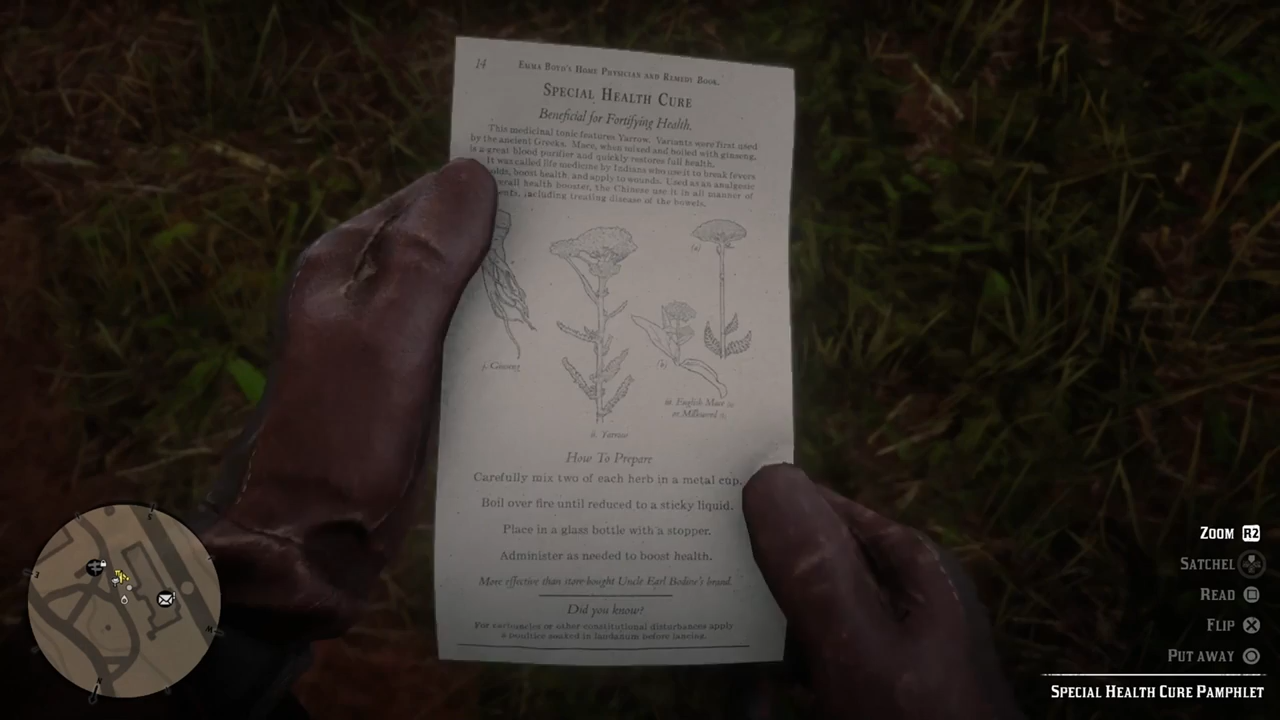 14
Emma Boyd's Home Physician and Remedy Book.
Special Health Cure
Beneficial for Fortifying Health.
This medicinal tonic features Yarrow. Variants were first used
by the ancient Greeks. Mace, when mixed and boiled with ginseng,
is a great blood purifier and quickly restores full health.
It was called life medicine by Indians who use it to break fevers
boost health, and apply to wounds. Used as an analgesic
health booster, the Chinese use it in all manner of
including treating disease of the bowels.
(a)
(b)
i. Ginseng
iii. English Mace
or Milfoured
ii. Yarrow
How To Prepare
Carefully mix two of each herb in a metal cup.
Boil over fire until reduced to a sticky liquid.
Place in a glass bottle with a stopper.
Administer as needed to boost health.
More effective than store-bought Uncle Earl Bodine's brand.
Did you know?
For carbuncles or other constitutional disturbances apply
a poultice soaked in laudanum before lancing.
ZOOM R2
SATCHEL
READ
FLIP
PUT AWAY
SPECIAL HEALTH CURE PAMPHLET